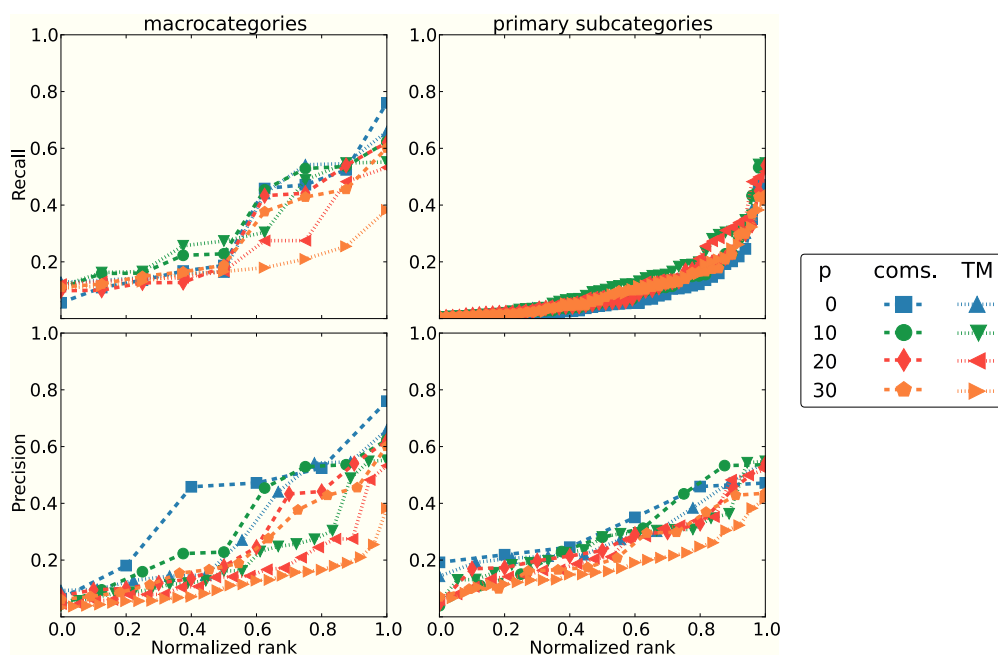 macrocategories primary subcategories
1.0 1.0
0.8 0.8
0.6 0.6
Recall
0.4 0.4
0.2 0.2
1.0 1.0
0.8 0.8
0.6 0.6
Precision
0.4 0.4
0.2 0.2
0.0 0.2 0.4 0.6 0.8 1.0 0.0 0.2 0.4 0.6 0.8 1.0
Normalized rank Normalized rank
p coms. TM
0
10
20
30